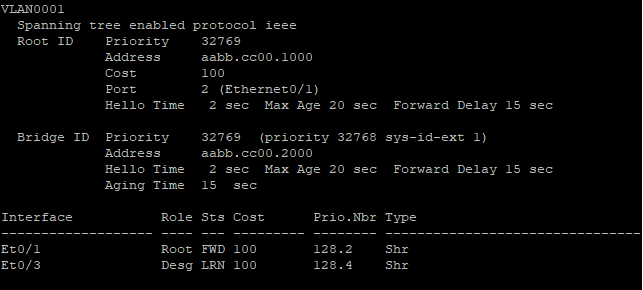 VLAN0001
  Spanning tree enabled protocol ieee
  Root ID    Priority    32769
             Address     aabb.cc00.1000
             Cost        100
             Port        2 (Ethernet0/1)
             Hello Time   2 sec  Max Age 20 sec  Forward Delay 15 sec

  Bridge ID  Priority    32769  (priority 32768 sys-id-ext 1)
             Address     aabb.cc00.2000
             Hello Time   2 sec  Max Age 20 sec  Forward Delay 15 sec
             Aging Time  15  sec

Interface           Role Sts Cost      Prio.Nbr Type
------------------- ---- --- --------- -------- --------------------------------
Et0/1               Root FWD 100       128.2    Shr
Et0/3               Desg LRN 100       128.4    Shr